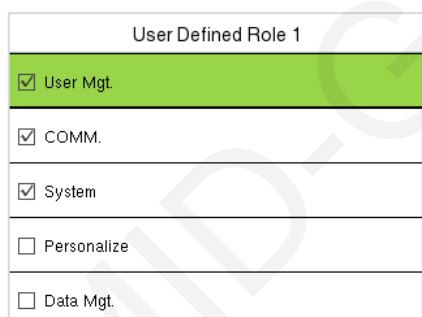 User Defined Role 1
User Mgt.
COMM.
System
Personalize
Data Mgt.